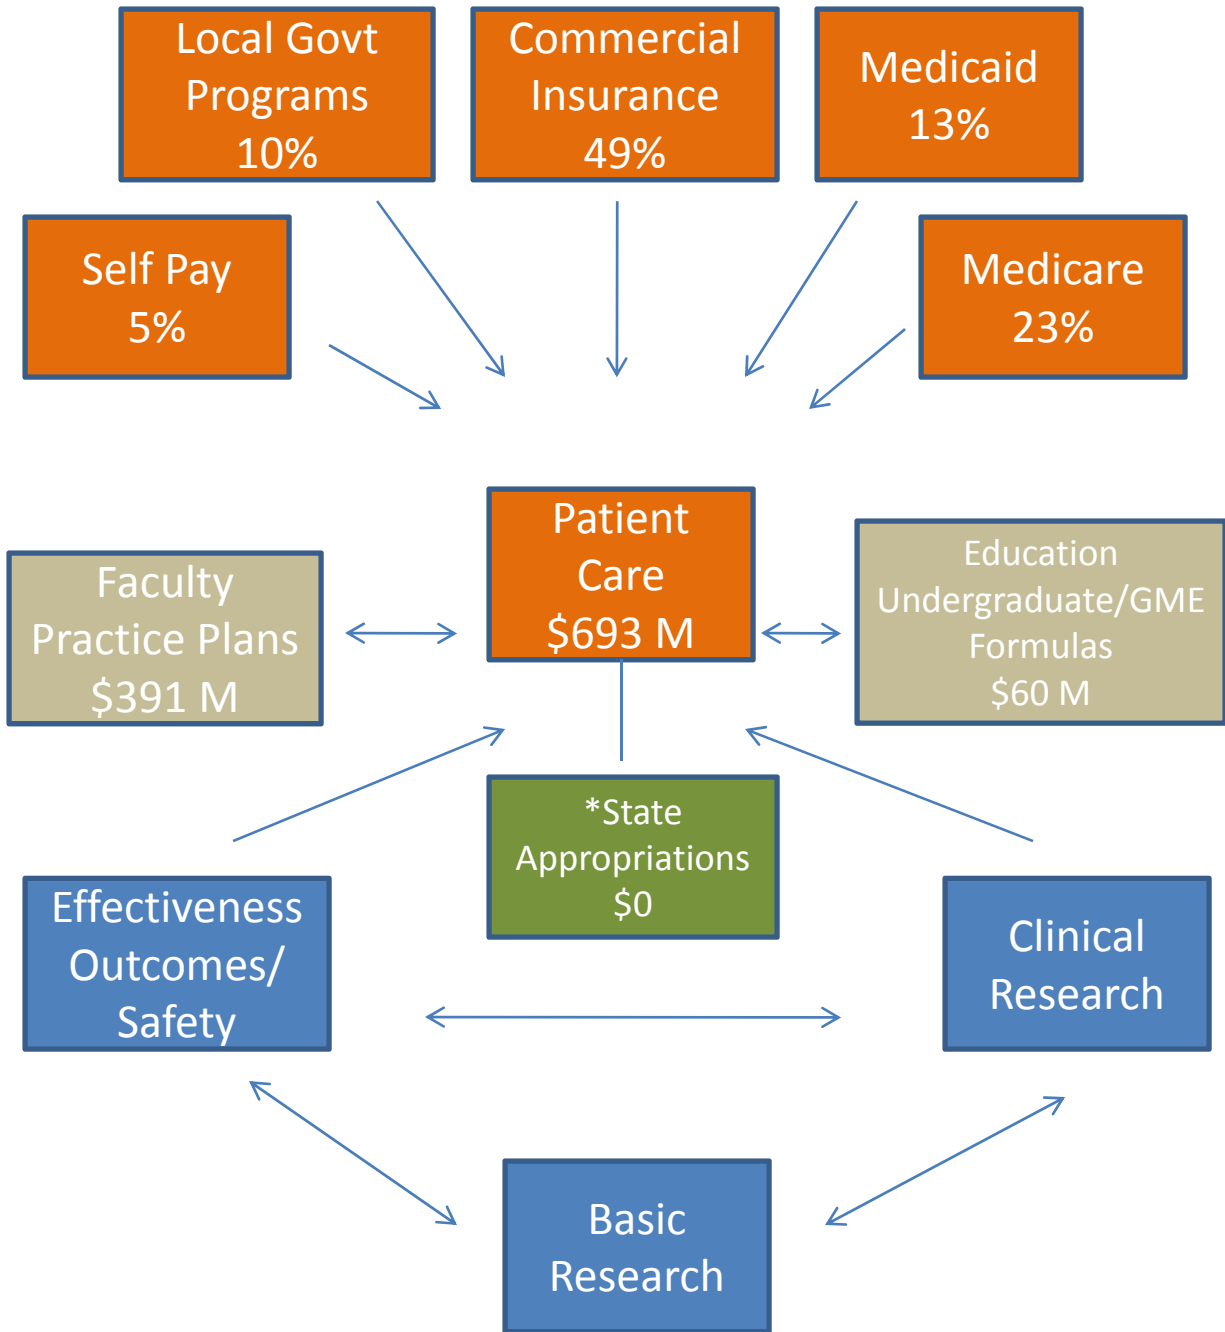 Local Govt
Programs
10%
Commercial
Insurance
49%
Medicaid
13%
Self Pay
5%
Medicare
23%
Patient
Care
$693 M
Faculty
Practice Plans
$391 M
Education
Undergraduate/GME
Formulas
$60 M
*State
Appropriations
$0
Effectiveness
Outcomes/
Safety
Clinical
Research
Basic
Research